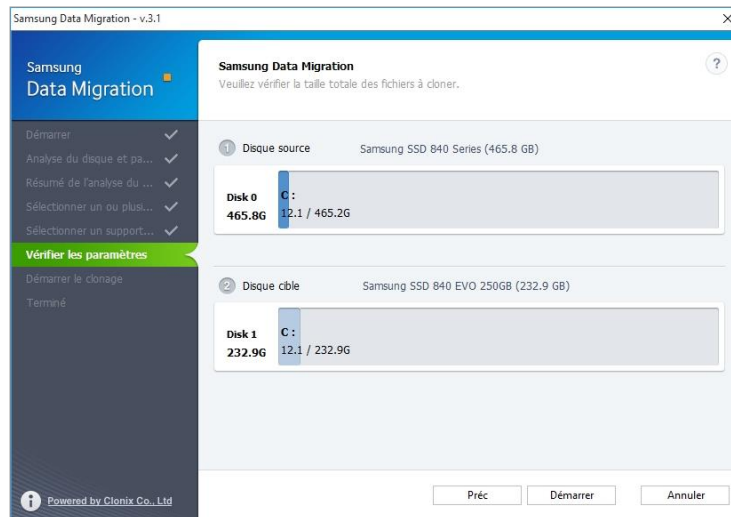 Samsung Data Migration - v.3.1
Samsung
Data Migration
Samsung Data Migration
Veuillez vérifier la taille totale des fichiers à cloner.
?
Démarrer
Analyse du disque et pa...
Résumé de l'analyse du ...
Sélectionner un ou plusi...
Sélectionner un support...
Vérifier les paramètres
Démarrer le clonage
Terminé
1 Disque source Samsung SSD 840 Series (465.8 GB)
Disk 0
465.8G
C :
12.1 / 465.2G
2 Disque cible Samsung SSD 840 EVO 250GB (232.9 GB)
Disk 1
232.9G
C :
12.1 / 232.9G
Powered by Clonix Co., Ltd
Préc
Démarrer
Annuler